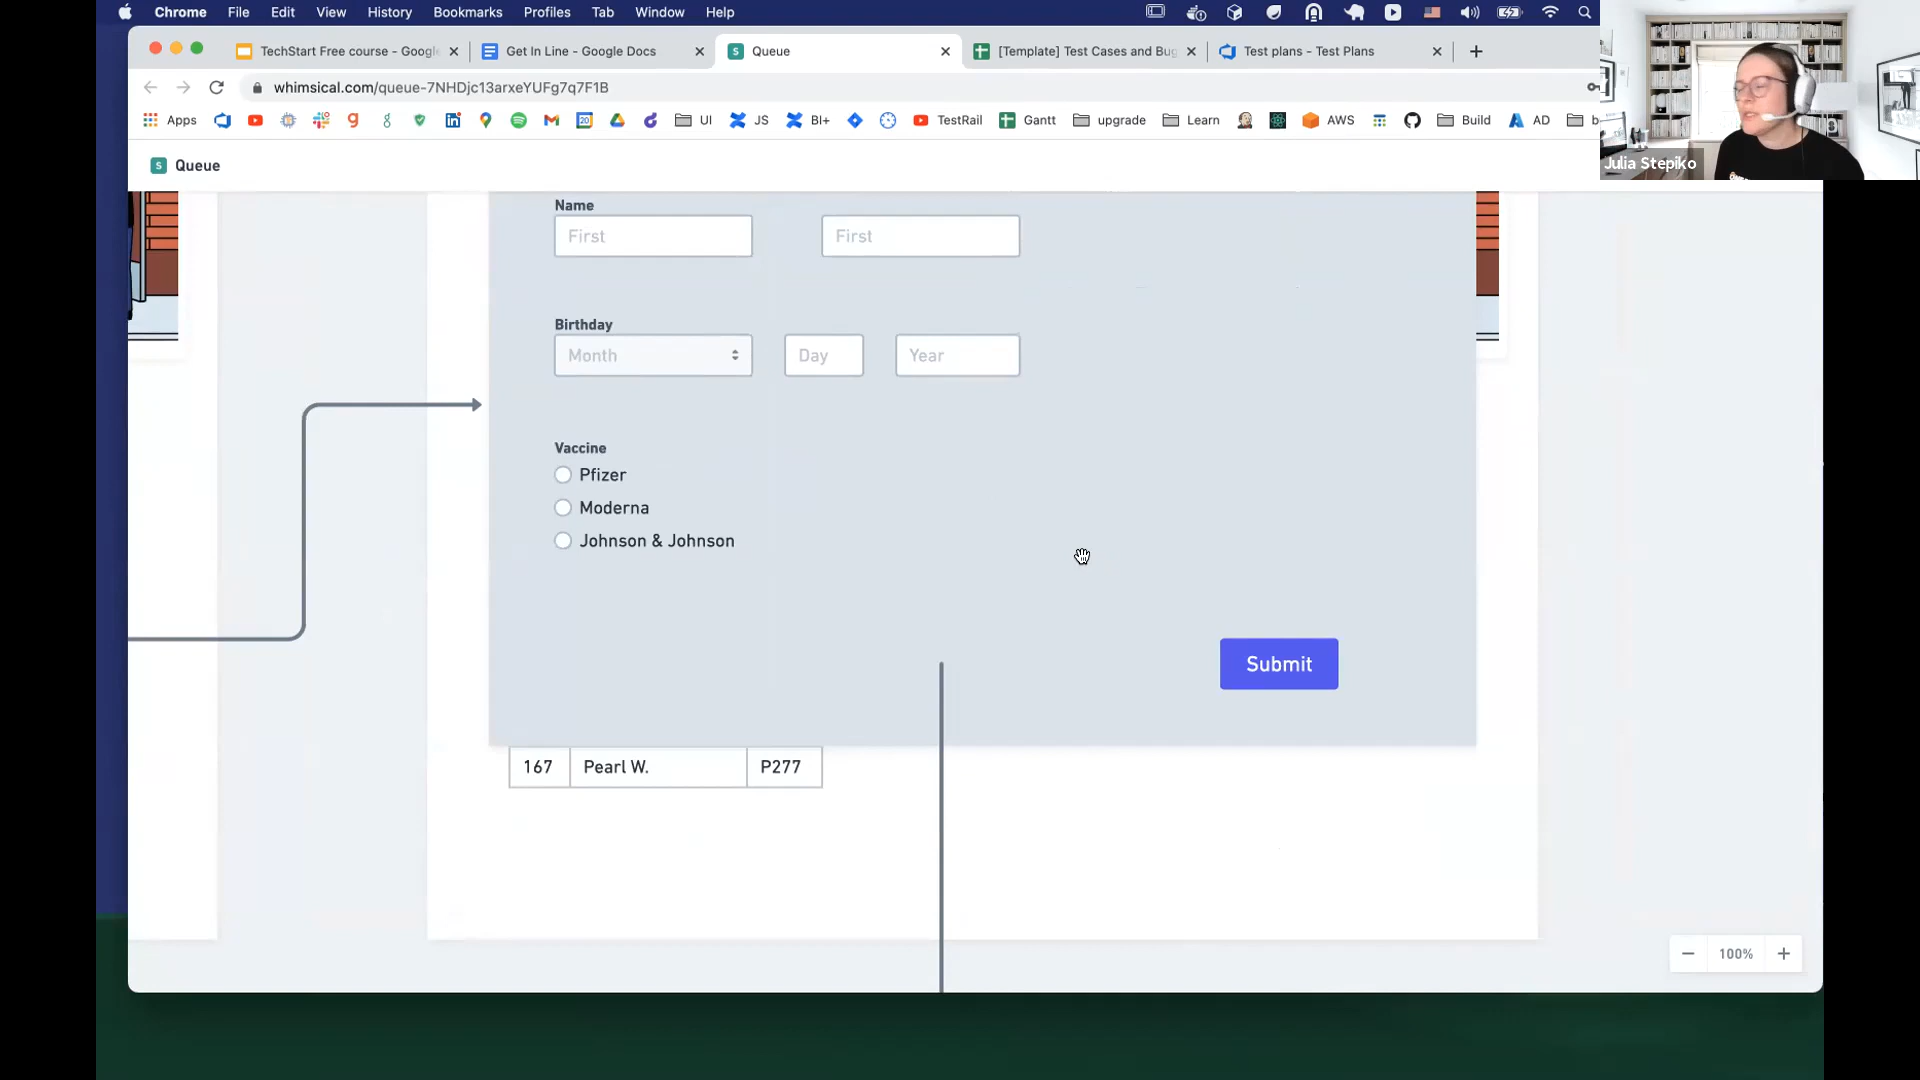 Chrome File Edit View History Bookmarks Profiles Tab Window Help
TechStart Free course - Google
Get In Line - Google Docs
Queue
[Template] Test Cases and Bug
Test plans - Test Plans
whimsical.com/queue-7NHDjc13arxeYUFg7q7F1B
Apps UI JS BI+ TestRail Gantt upgrade Learn AWS Build AD b
Julia Stepiko
Queue
Name
First First
Birthday
Month Day Year
Vaccine
Pfizer
Moderna
Johnson & Johnson
Submit
167 Pearl W. P277
100%